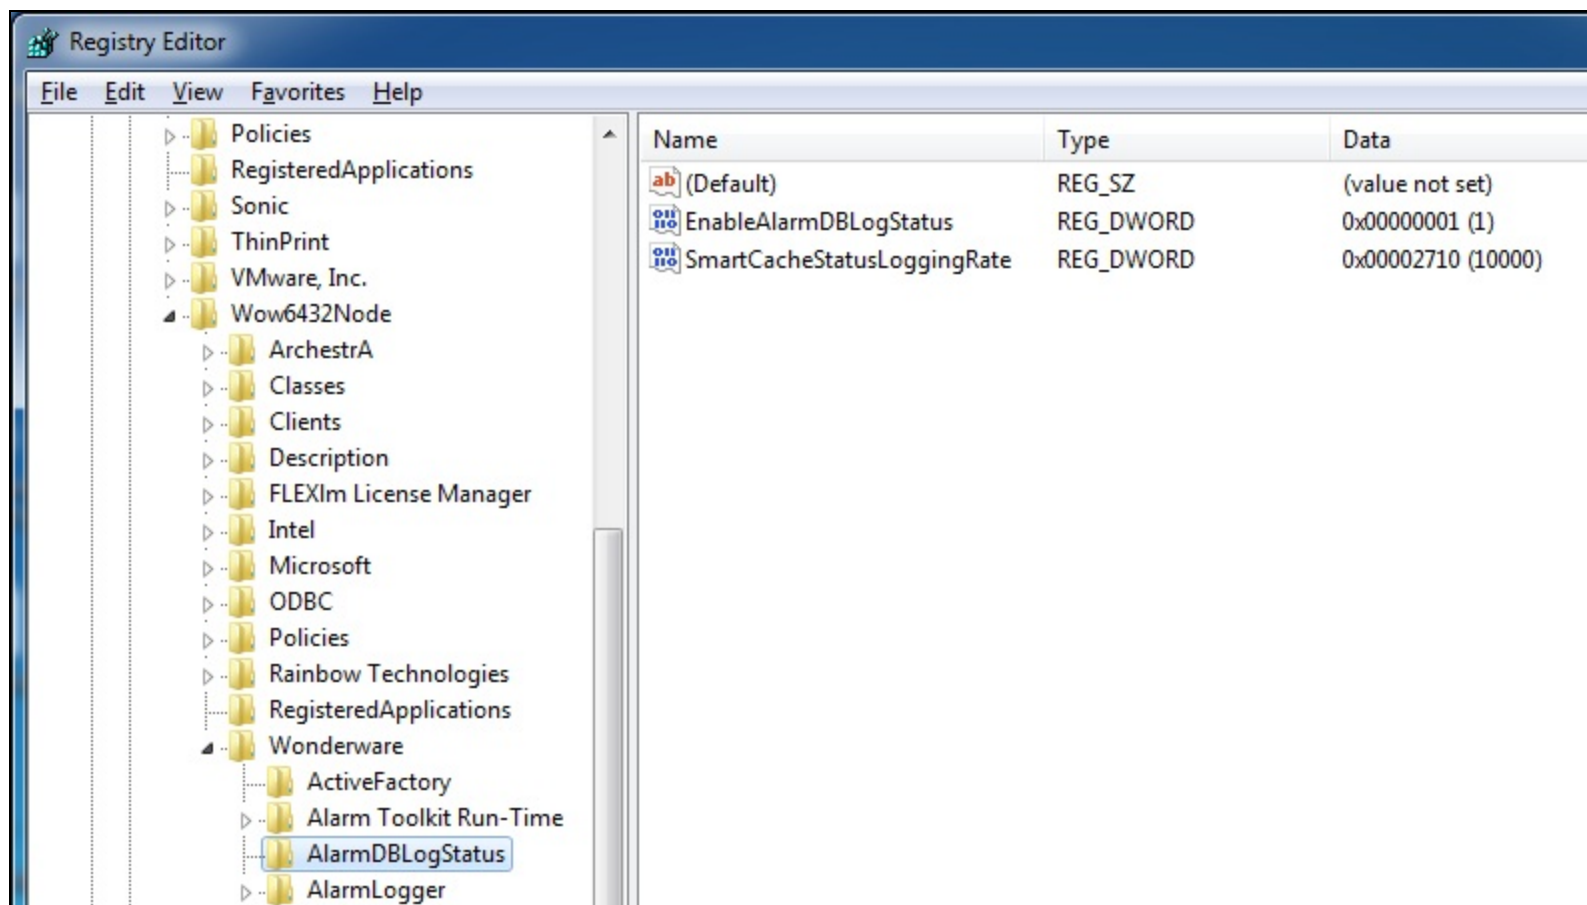 Registry Editor
File Edit View Favorites Help
Policies
RegisteredApplications
Sonic
ThinPrint
VMware, Inc.
Wow6432Node
ArchestrA
Classes
Clients
Description
FLEXlm License Manager
Intel
Microsoft
ODBC
Policies
Rainbow Technologies
RegisteredApplications
Wonderware
ActiveFactory
Alarm Toolkit Run-Time
AlarmDBLogStatus
AlarmLogger
Name Type Data
(Default) REG_SZ (value not set)
EnableAlarmDBLogStatus REG_DWORD 0x00000001 (1)
SmartCacheStatusLoggingRate REG_DWORD 0x00002710 (10000)